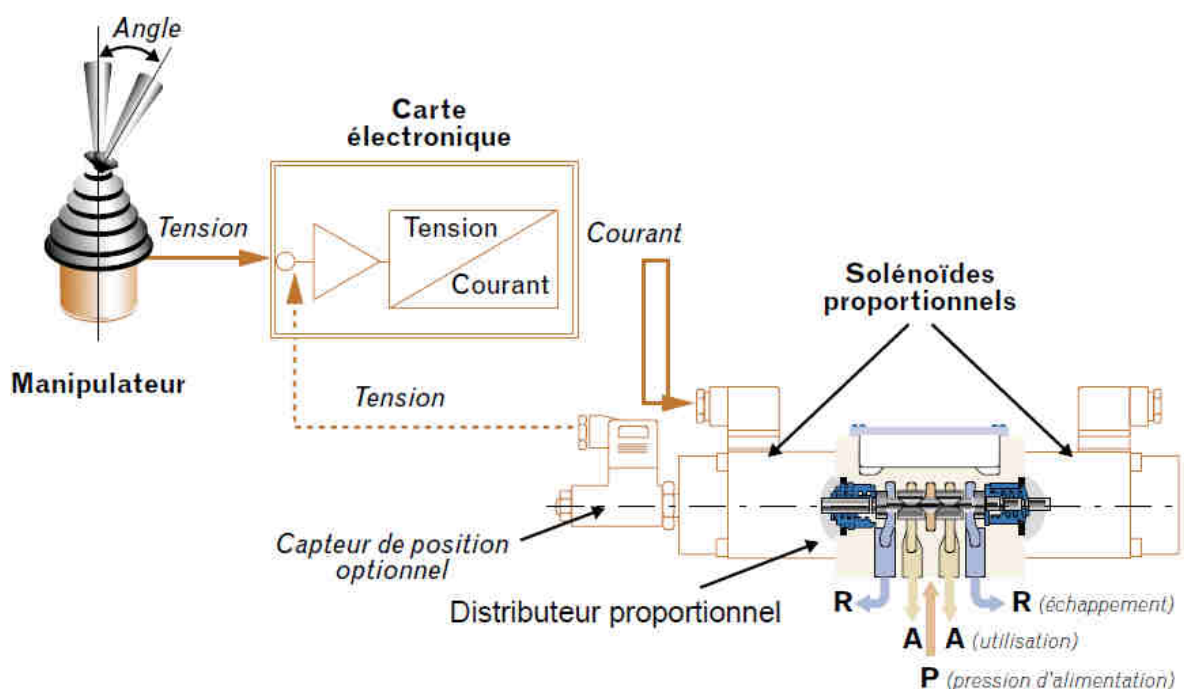 Angle
Carte
électronique
Tension
Tension
Courant
Courant
Solénoïdes
proportionnels
Manipulateur
Tension
Capteur de position
optionnel
Distributeur proportionnel
R
R (échappement)
A
A (utilisation)
P (pression d'alimentation)